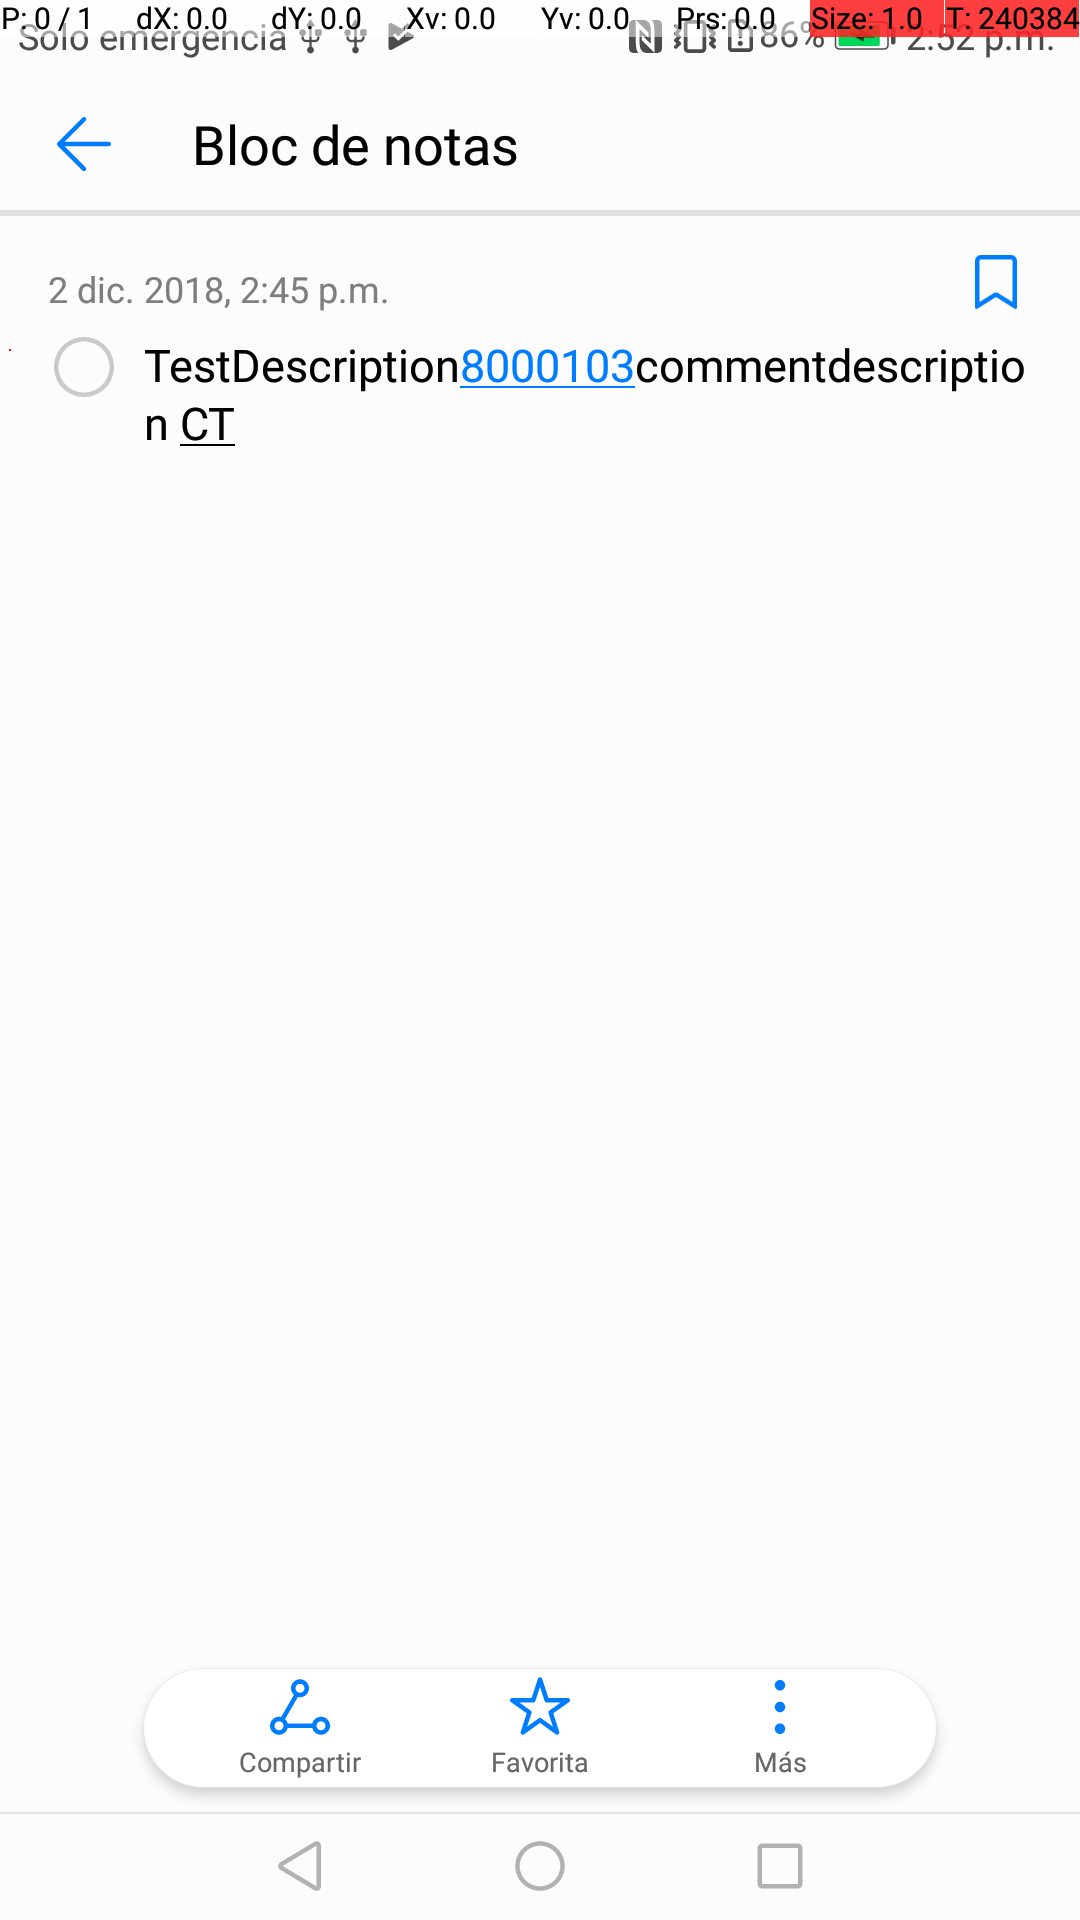 P: 0 / 1 dX: 0.0 dY: 0.0 Xv: 0.0 Yv: 0.0 Prs: 0.0 Size: 1.0 T: 240384
Solo emergencia 86% 2:52 p.m.
Bloc de notas
2 dic. 2018, 2:45 p.m.
TestDescription8000103commentdescriptio
n CT
Compartir Favorita Más